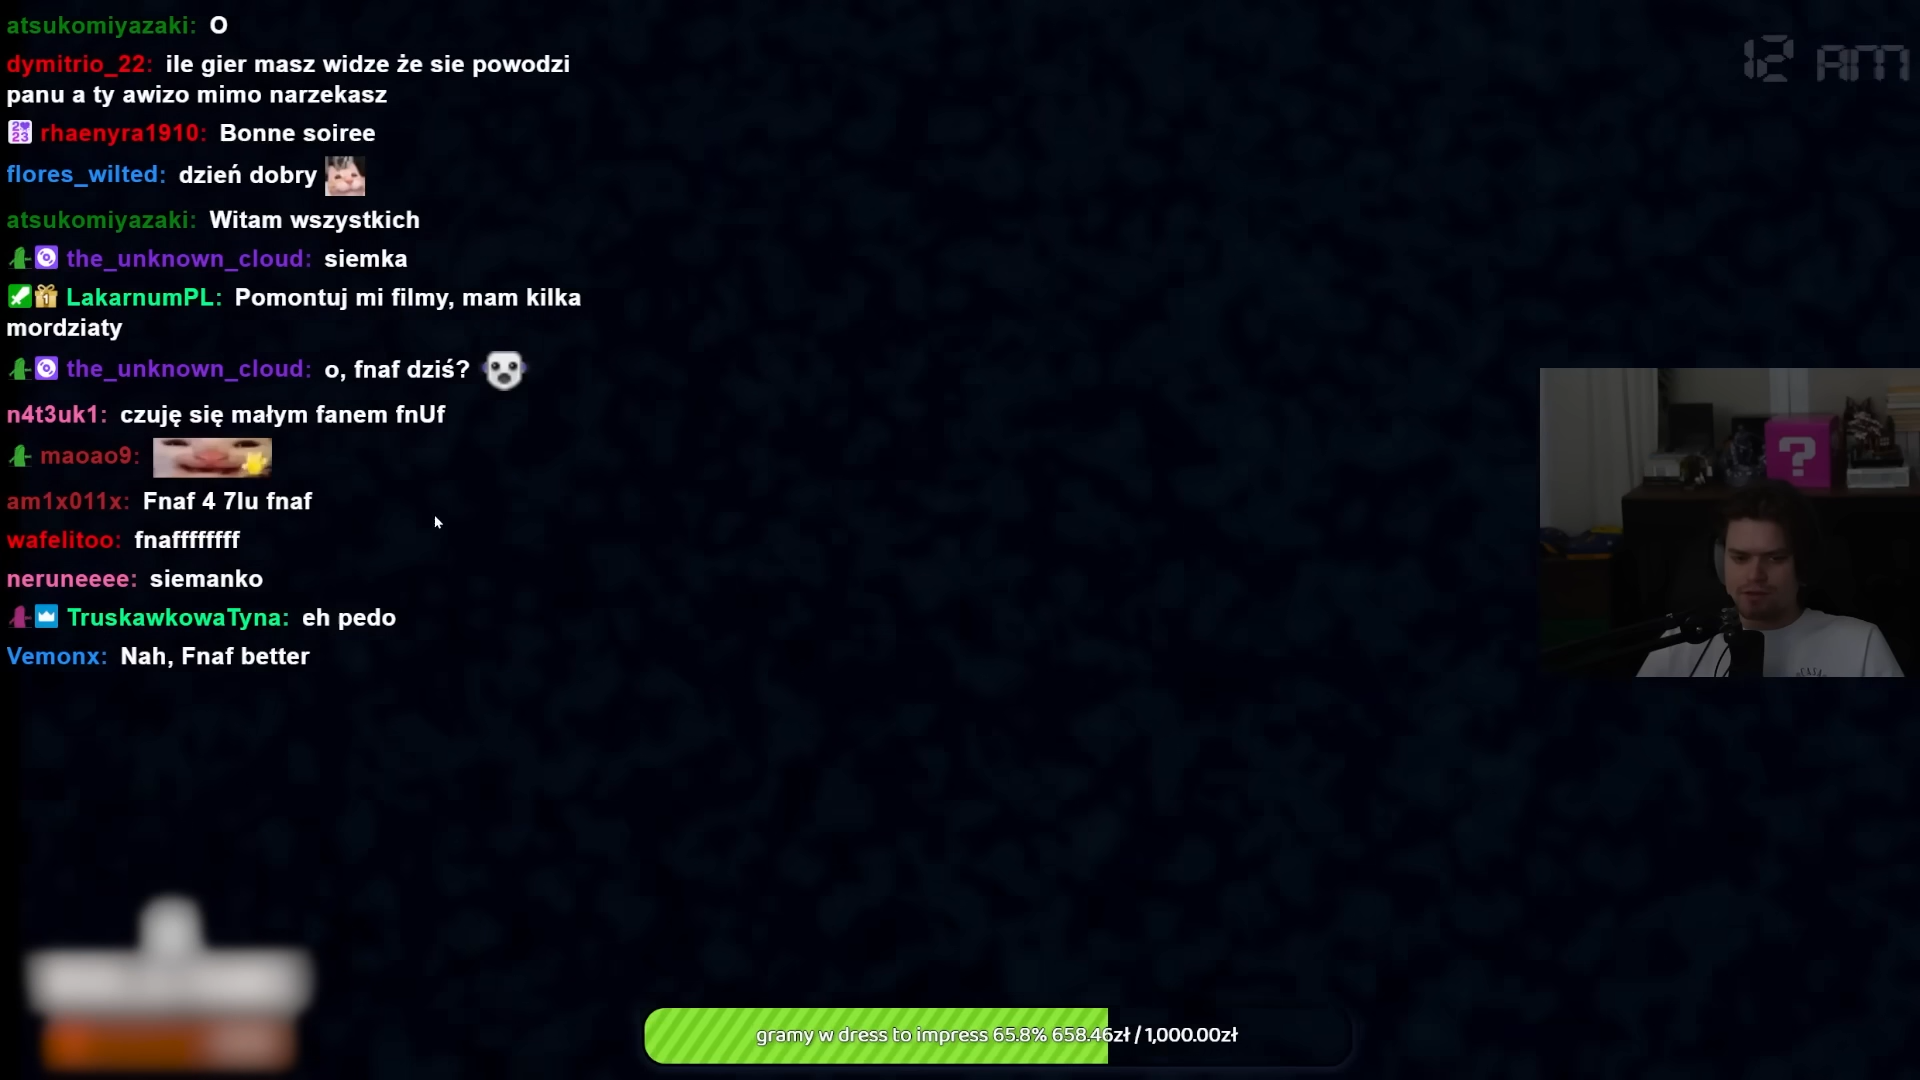 atsukomiyazaki: O
12 AM
dymitrio_22: ile gier masz widze że sie powodzi
panu a ty awizo mimo narzekasz
rhaenyra1910: Bonne soiree
flores_wilted: dzień dobry
atsukomiyazaki: Witam wszystkich
the_unknown_cloud: siemka
LakarnumPL: Pomontuj mi filmy, mam kilka
mordziaty
the_unknown_cloud: o, fnaf dziś?
n4t3uk1: czuję się małym fanem fnUf
maoao9:
am1x011x: Fnaf 4 7lu fnaf
wafelitoo: fnaffffffff
neruneeee: siemanko
TruskawkowaTyna: eh pedo
Vemonx: Nah, Fnaf better
gramy w dress to impress 65.8% 658.46zł / 1,000.00zł